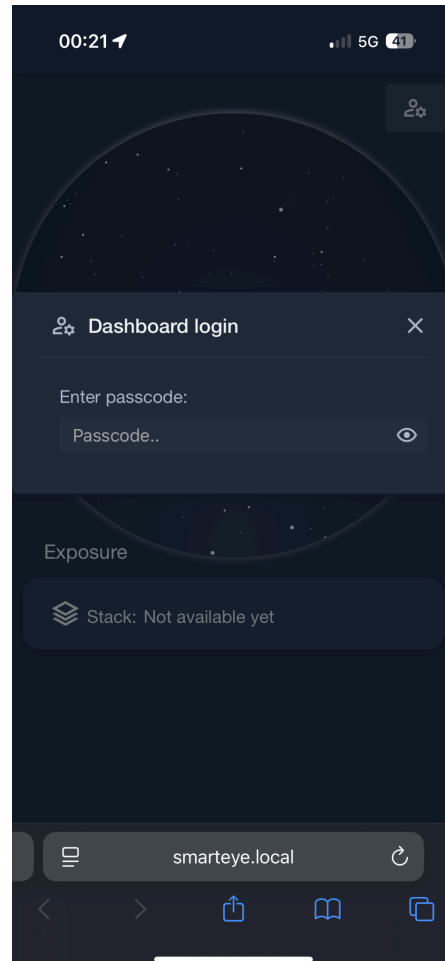 00:21
5G 41
Dashboard login
Enter passcode:
Passcode..
Exposure
Stack: Not available yet
smarteye.local